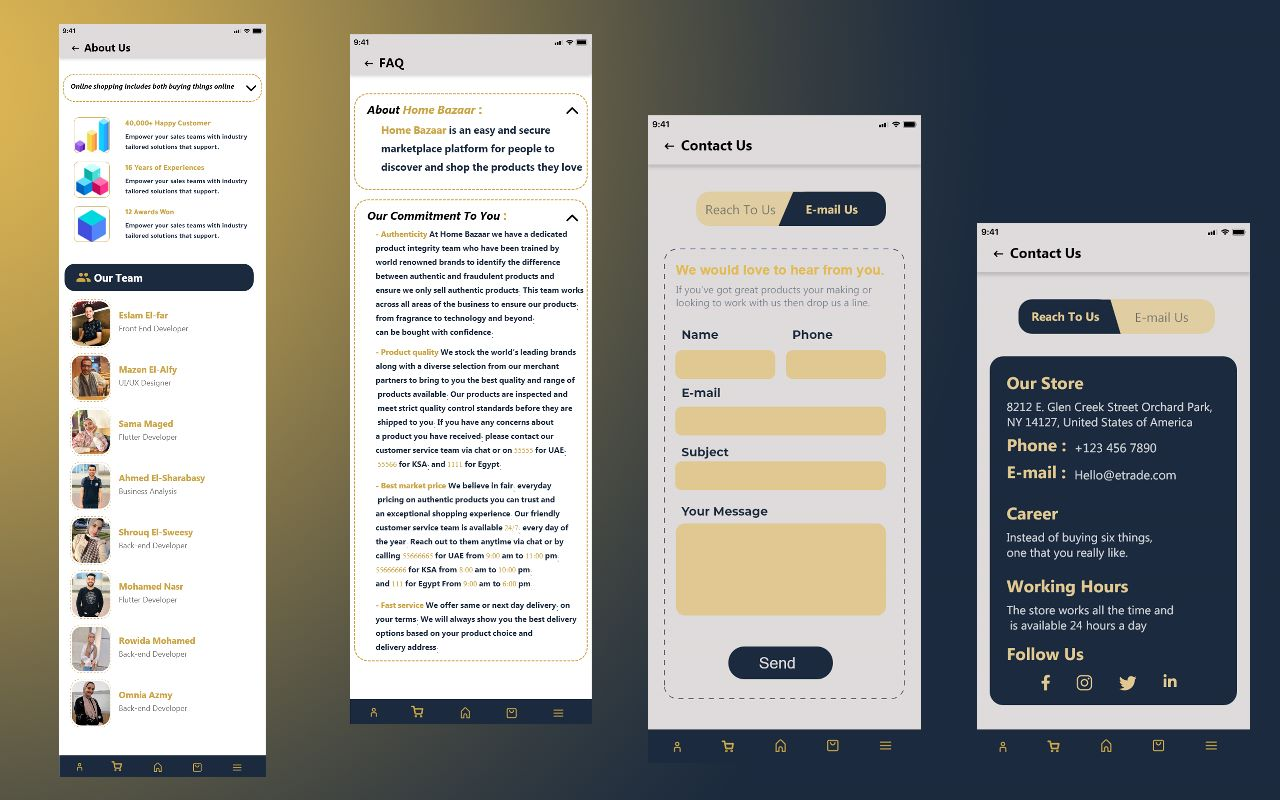 9:41
← About Us
Online shopping includes both buying things online
40,000+ Happy Customer
Empower your sales teams with industry
tailored solutions that support.
16 Years of Experiences
Empower your sales teams with industry
tailored solutions that support.
12 Awards Won
Empower your sales teams with industry
tailored solutions that support.
Our Team
Eslam El-far
Front End Developer
Mazen El-Alfy
UI/UX Designer
Sama Maged
Flutter Developer
Ahmed El-Sharabasy
Business Analysis
Shrouq El-Sweesy
Back-end Developer
Mohamed Nasr
Flutter Developer
Rowida Mohamed
Back-end Developer
Omnia Azmy
Back-end Developer
9:41
← FAQ
About Home Bazaar :
Home Bazaar is an easy and secure
marketplace platform for people to
discover and shop the products they love
Our Commitment To You :
- Authenticity At Home Bazaar we have a dedicated
product integrity team who have been trained by
world renowned brands to identify the difference
between authentic and fraudulent products and
ensure we only sell authentic products. This team works
across all areas of the business to ensure our products,
from fragrance to technology and beyond,
can be bought with confidence.
- Product quality We stock the world's leading brands
along with a diverse selection from our merchant
partners to bring to you the best quality and range of
products available. Our products are inspected and
meet strict quality control standards before they are
shipped to you. If you have any concerns about
a product you have received, please contact our
customer service team via chat or on 55555 for UAE,
55566 for KSA, and 1111 for Egypt.
- Best market price We believe in fair, everyday
pricing on authentic products you can trust and
an exceptional shopping experience. Our friendly
customer service team is available 24/7, every day of
the year. Reach out to them anytime via chat or by
calling 55666665 for UAE from 9:00 am to 11:00 pm,
55666666 for KSA from 8:00 am to 10:00 pm,
and 111 for Egypt From 9:00 am to 6:00 pm.
- Fast service We offer same or next day delivery, on
your terms. We will always show you the best delivery
options based on your product choice and
delivery address.
9:41
← Contact Us
Reach To Us E-mail Us
We would love to hear from you.
If you've got great products your making or
looking to work with us then drop us a line.
Name Phone
E-mail
Subject
Your Message
Send
9:41
← Contact Us
Reach To Us E-mail Us
Our Store
8212 E. Glen Creek Street Orchard Park,
NY 14127, United States of America
Phone : +123 456 7890
E-mail : Hello@etrade.com
Career
Instead of buying six things,
one that you really like.
Working Hours
The store works all the time and
is available 24 hours a day
Follow Us